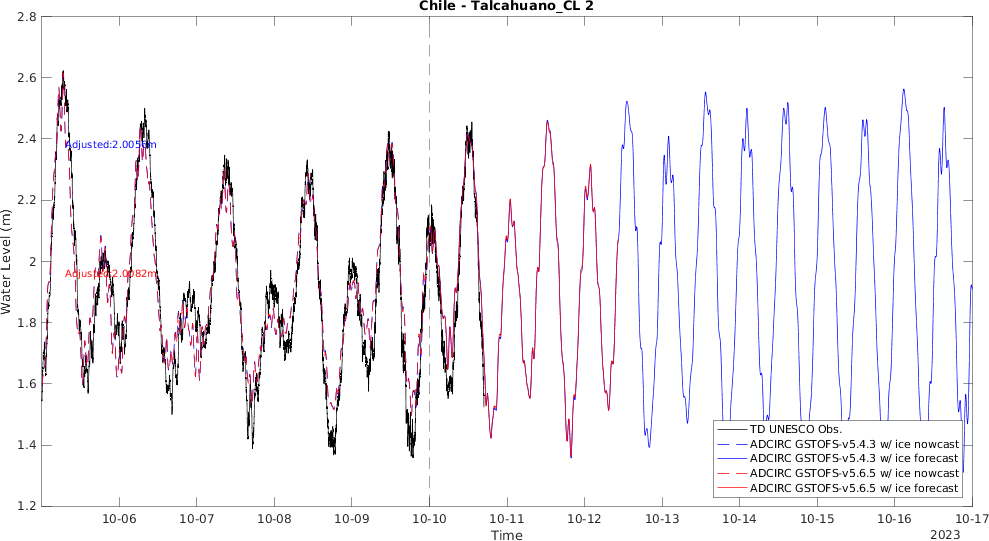 Chile - Talcahuano_CL 2
2.8
2.6
2.4
2.2
2
1.8
1.6
1.4
1.2
Water Level (m)
Adjusted:2.0056m
Adjusted:2.0082m
TD UNESCO Obs.
ADCIRC GSTOFS-v5.4.3 w/ ice nowcast
ADCIRC GSTOFS-v5.4.3 w/ ice forecast
ADCIRC GSTOFS-v5.6.5 w/ ice nowcast
ADCIRC GSTOFS-v5.6.5 w/ ice forecast
10-06 10-07 10-08 10-09 10-10 10-11 10-12 10-13 10-14 10-15 10-16 10-17
Time
2023